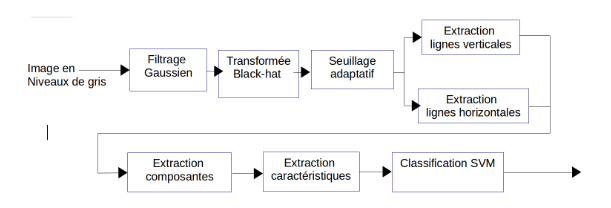 Image en
Niveaux de gris
Filtrage
Gaussien
Transformée
Black-hat
Seuillage
adaptatif
Extraction
lignes verticales
Extraction
lignes horizontales
Extraction
composantes
Extraction
caractéristiques
Classification SVM